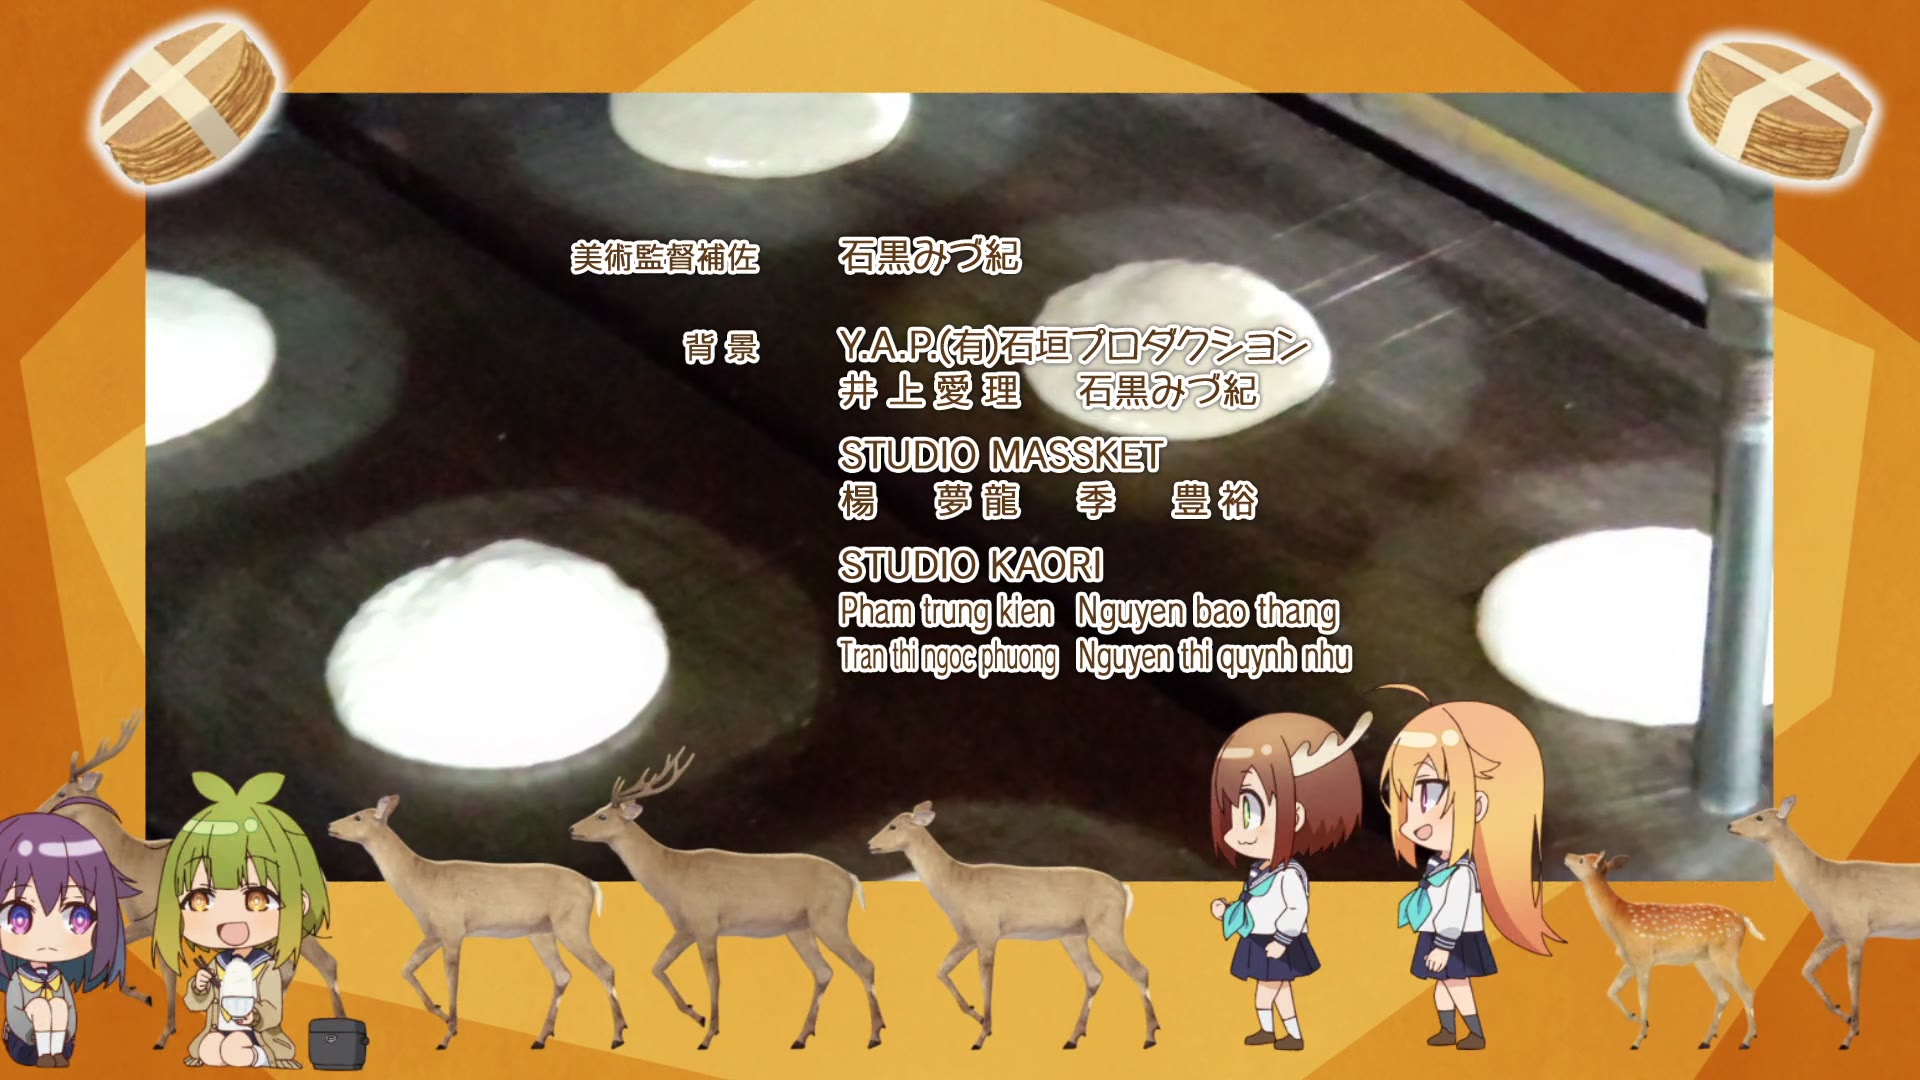 美術監督補佐 石黒みづ紀
背景 Y.A.P.(有)石垣プロダクション
井上愛理 石黒みづ紀
STUDIO MASSKET
楊 夢龍 季 豊裕
STUDIO KAORI
Pham trung kien Nguyen bao thang
Tran thi ngoc phuong Nguyen thi quynh nhu